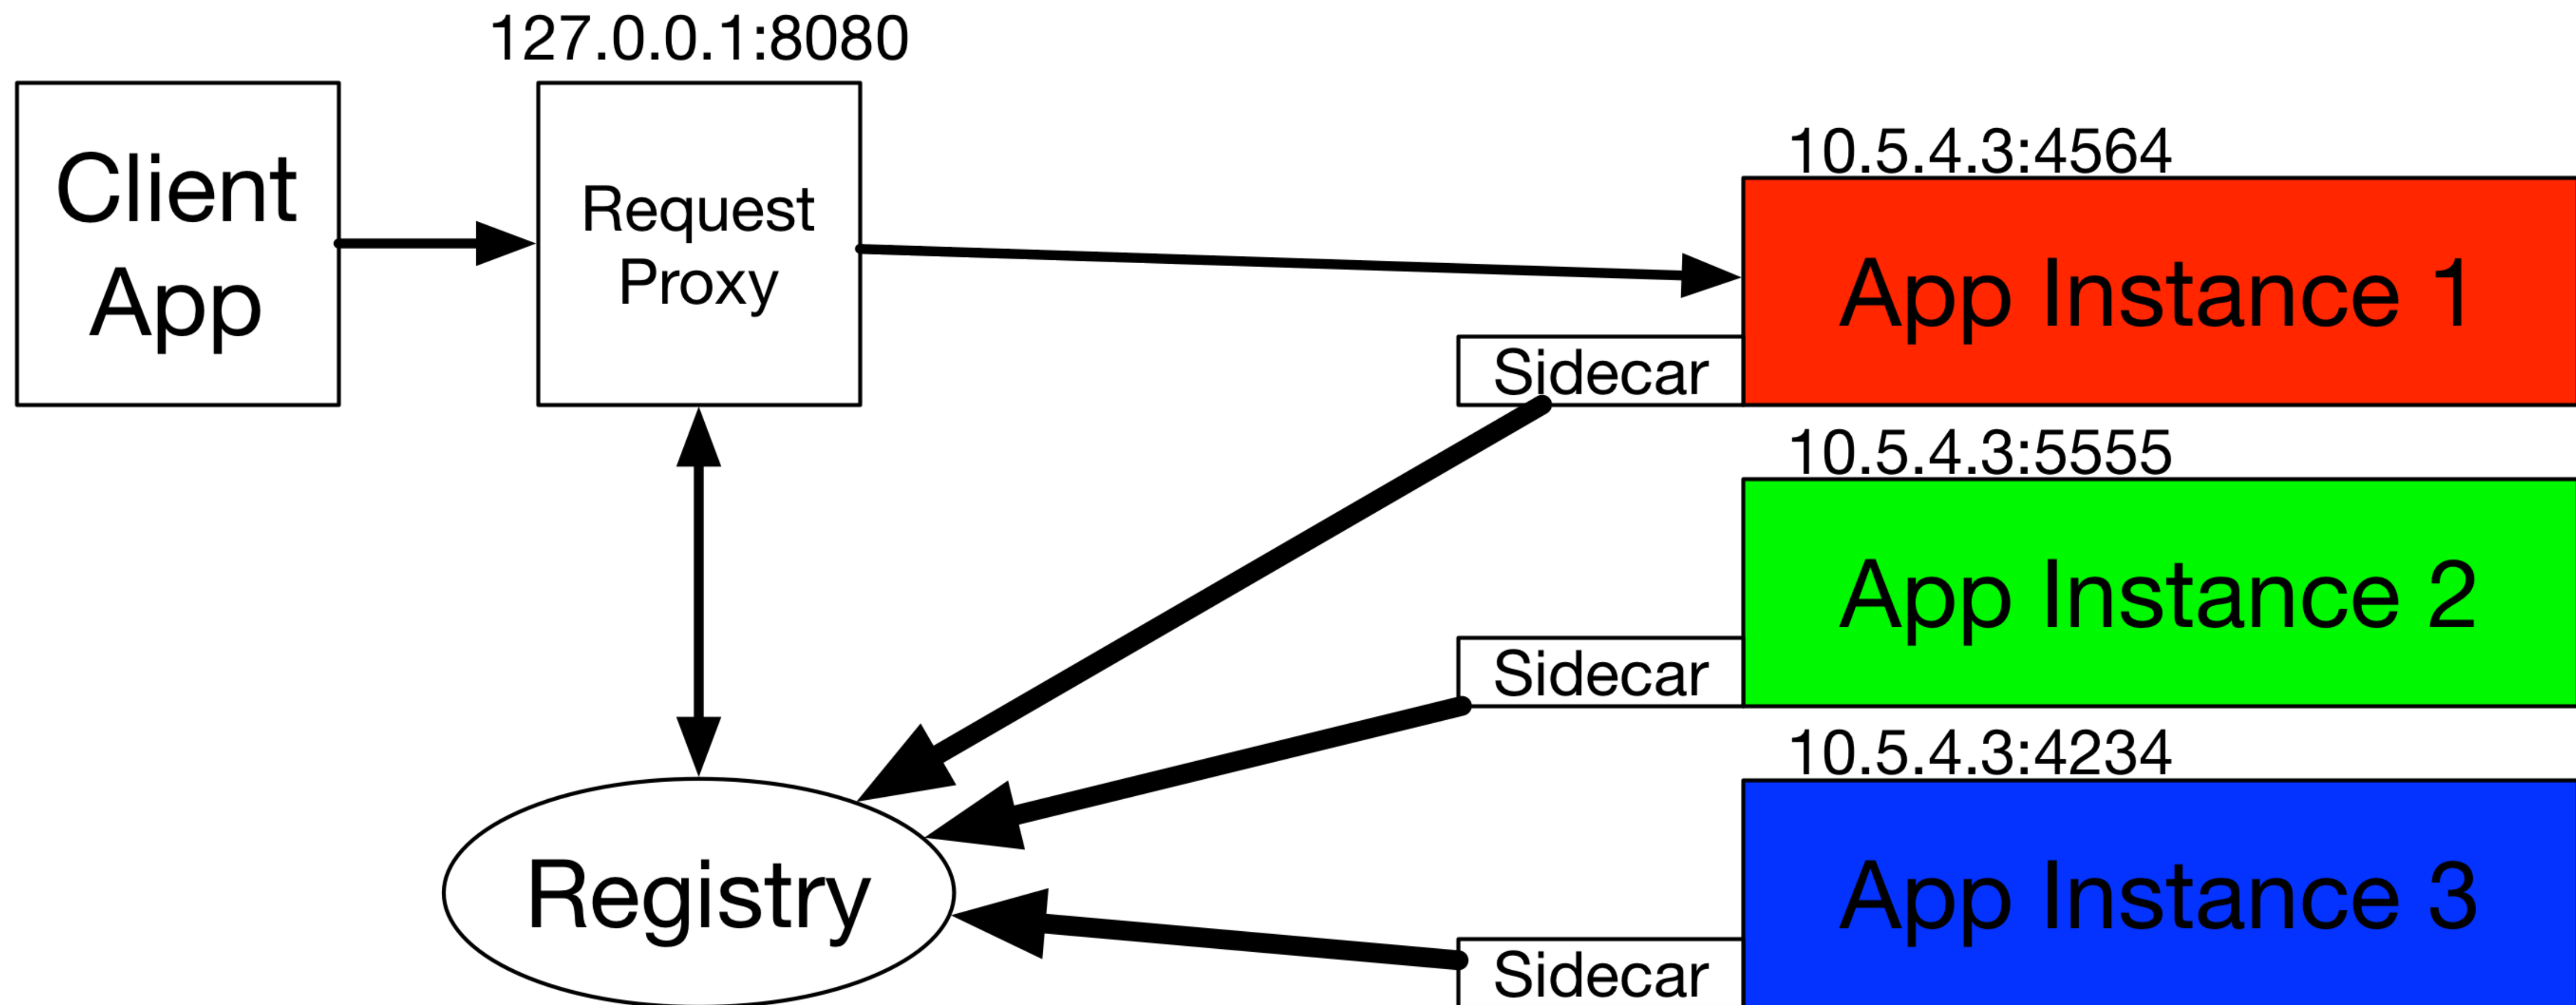 127.0.0.1:8080
Client
App
Request
Proxy
10.5.4.3:4564
App Instance 1
Sidecar
10.5.4.3:5555
App Instance 2
Sidecar
10.5.4.3:4234
App Instance 3
Sidecar
Registry